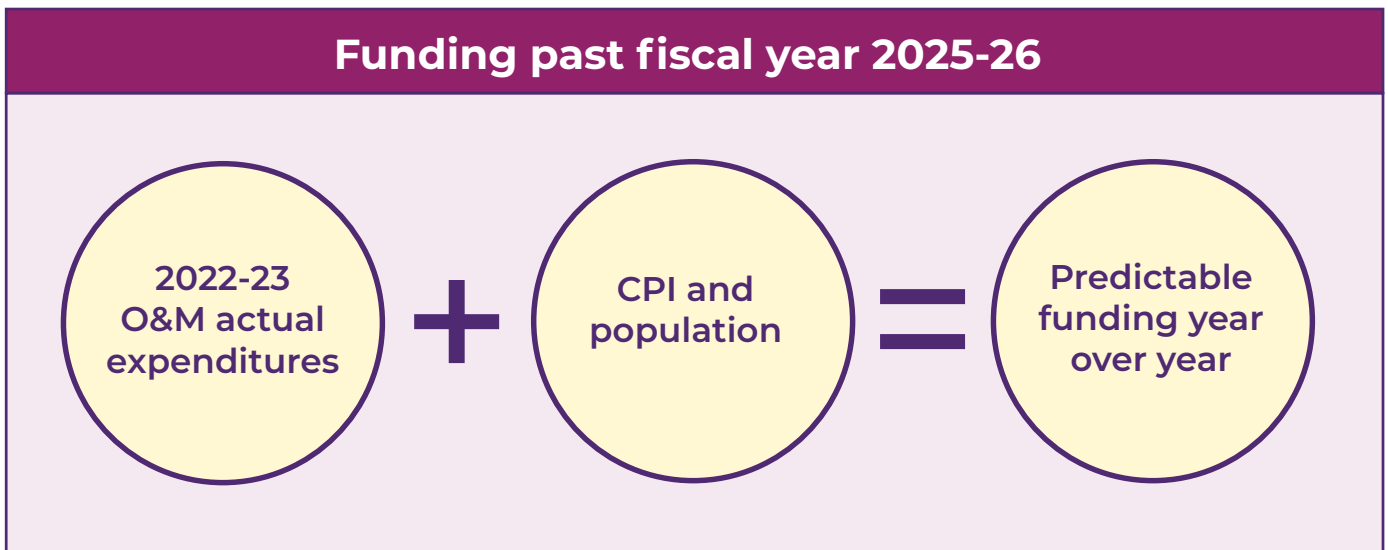 Funding past fiscal year 2025-26
2022-23
O&M actual
expenditures
+
CPI and
population
=
Predictable
funding year
over year